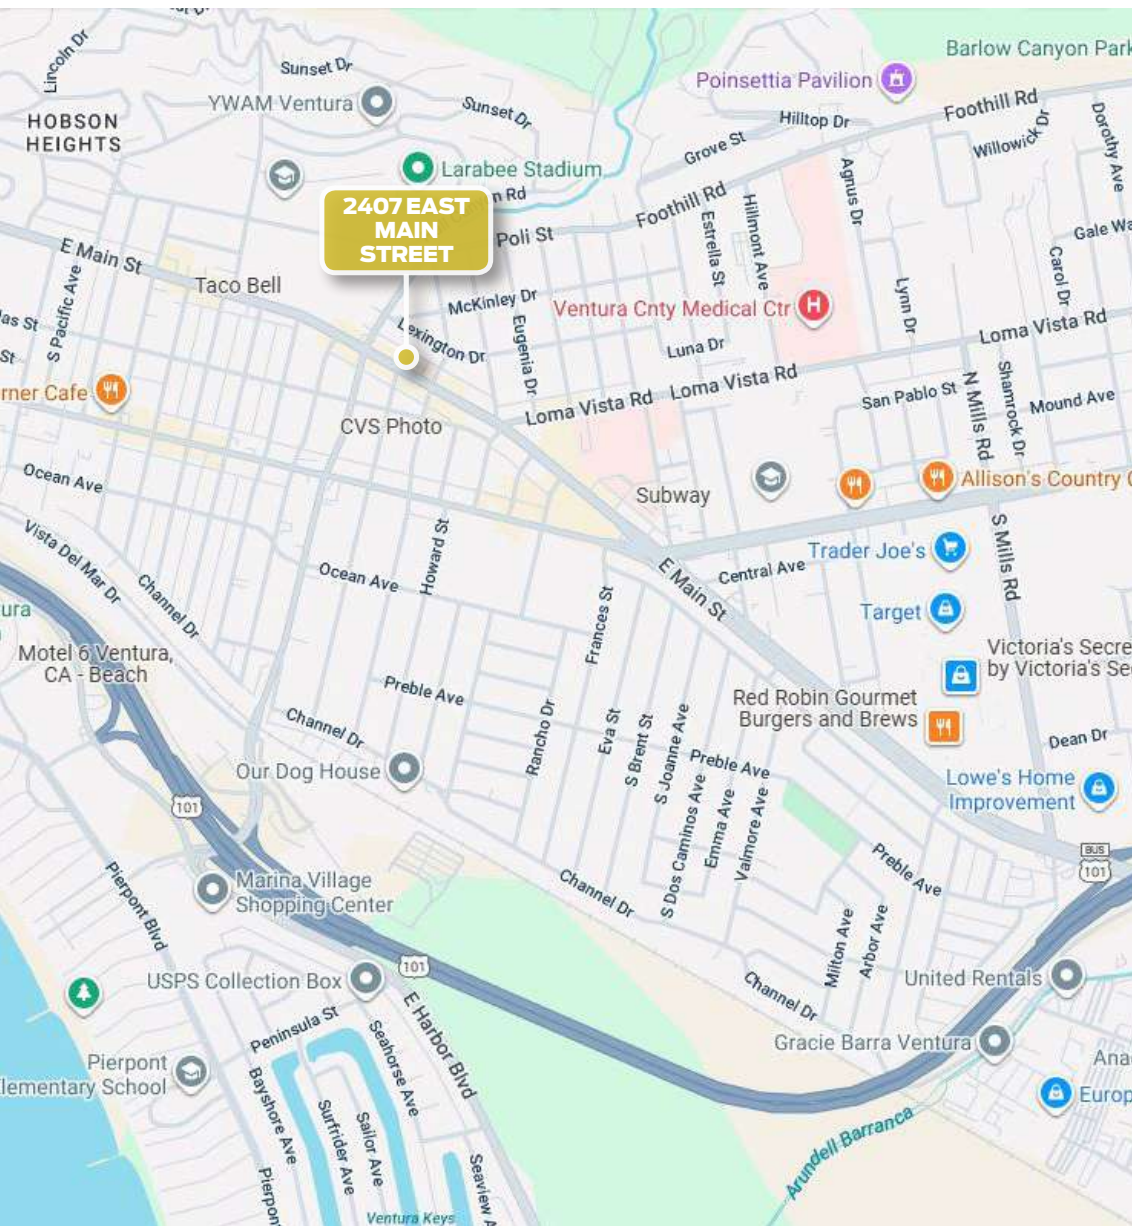 Lincoln Dr
Sunset Dr
Barlow Canyon Park
Poinsettia Pavilion
YWAM Ventura
Sunset Dr
Foothill Rd
Hilltop Dr
Dorothy Ave
HOBSON
HEIGHTS
Grove St
Willowick Dr
Larabee Stadium
Agnus Dr
Foothill Rd
Hillmont Ave
2407 EAST
MAIN
STREET
n Rd
Poli St
Estrella St
Gale Wa
E Main St
Carol Dr
Taco Bell
S Pacific Ave
McKinley Dr
Ventura Cnty Medical Ctr
H
Lynn Dr
las St
St
Lexington Dr
Eugenia Dr
Luna Dr
Loma Vista Rd
Loma Vista Rd
Loma Vista Rd
rner Cafe
San Pablo St
N Mills Rd
Shamrock Dr
Mound Ave
CVS Photo
Ocean Ave
Subway
Allison's Country C
Vista Del Mar Dr
Howard St
S Mills Rd
Trader Joe's
Channel Dr
Ocean Ave
E Main St
Central Ave
Frances St
Target
ura
Motel 6 Ventura,
CA - Beach
Victoria's Secre
by Victoria's Sec
Preble Ave
Red Robin Gourmet
Burgers and Brews
Channel Dr
Rancho Dr
Eva St
S Brent St
S Joanne Ave
Preble Ave
Dean Dr
Our Dog House
Lowe's Home
Improvement
101
S Dos Caminos Ave
Emma Ave
Valmore Ave
BUS
101
Preble Ave
Pierpont Blvd
Marina Village
Shopping Center
Channel Dr
Milton Ave
Arbor Ave
101
USPS Collection Box
United Rentals
Channel Dr
E Harbor Blvd
Peninsula St
Seahorse Ave
Gracie Barra Ventura
Pierpont
lementary School
Ana
Europ
Bayshore Ave
Surfrider Ave
Sailor Ave
Arundell Barranca
Seaview A
Pierpon
Ventura Keys